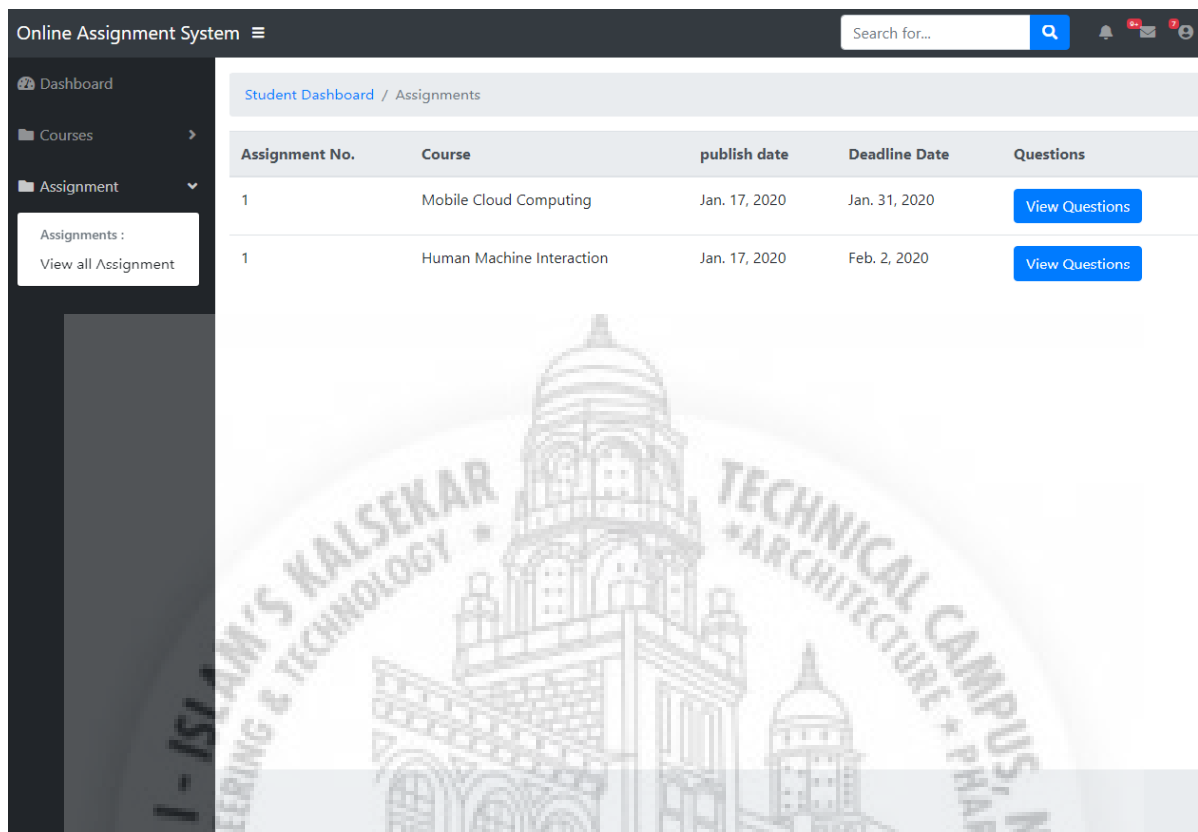 Online Assignment System
Search for...
9+
7
Dashboard
Student Dashboard / Assignments
Courses
Assignment
Assignments :
View all Assignment
Assignment No. Course publish date Deadline Date Questions
1 Mobile Cloud Computing Jan. 17, 2020 Jan. 31, 2020 View Questions
1 Human Machine Interaction Jan. 17, 2020 Feb. 2, 2020 View Questions
I - ISLAM'S KALSEKAR TECHNICAL CAMPUS,
& TECHNOLOGY * *ARCHITECTURE *